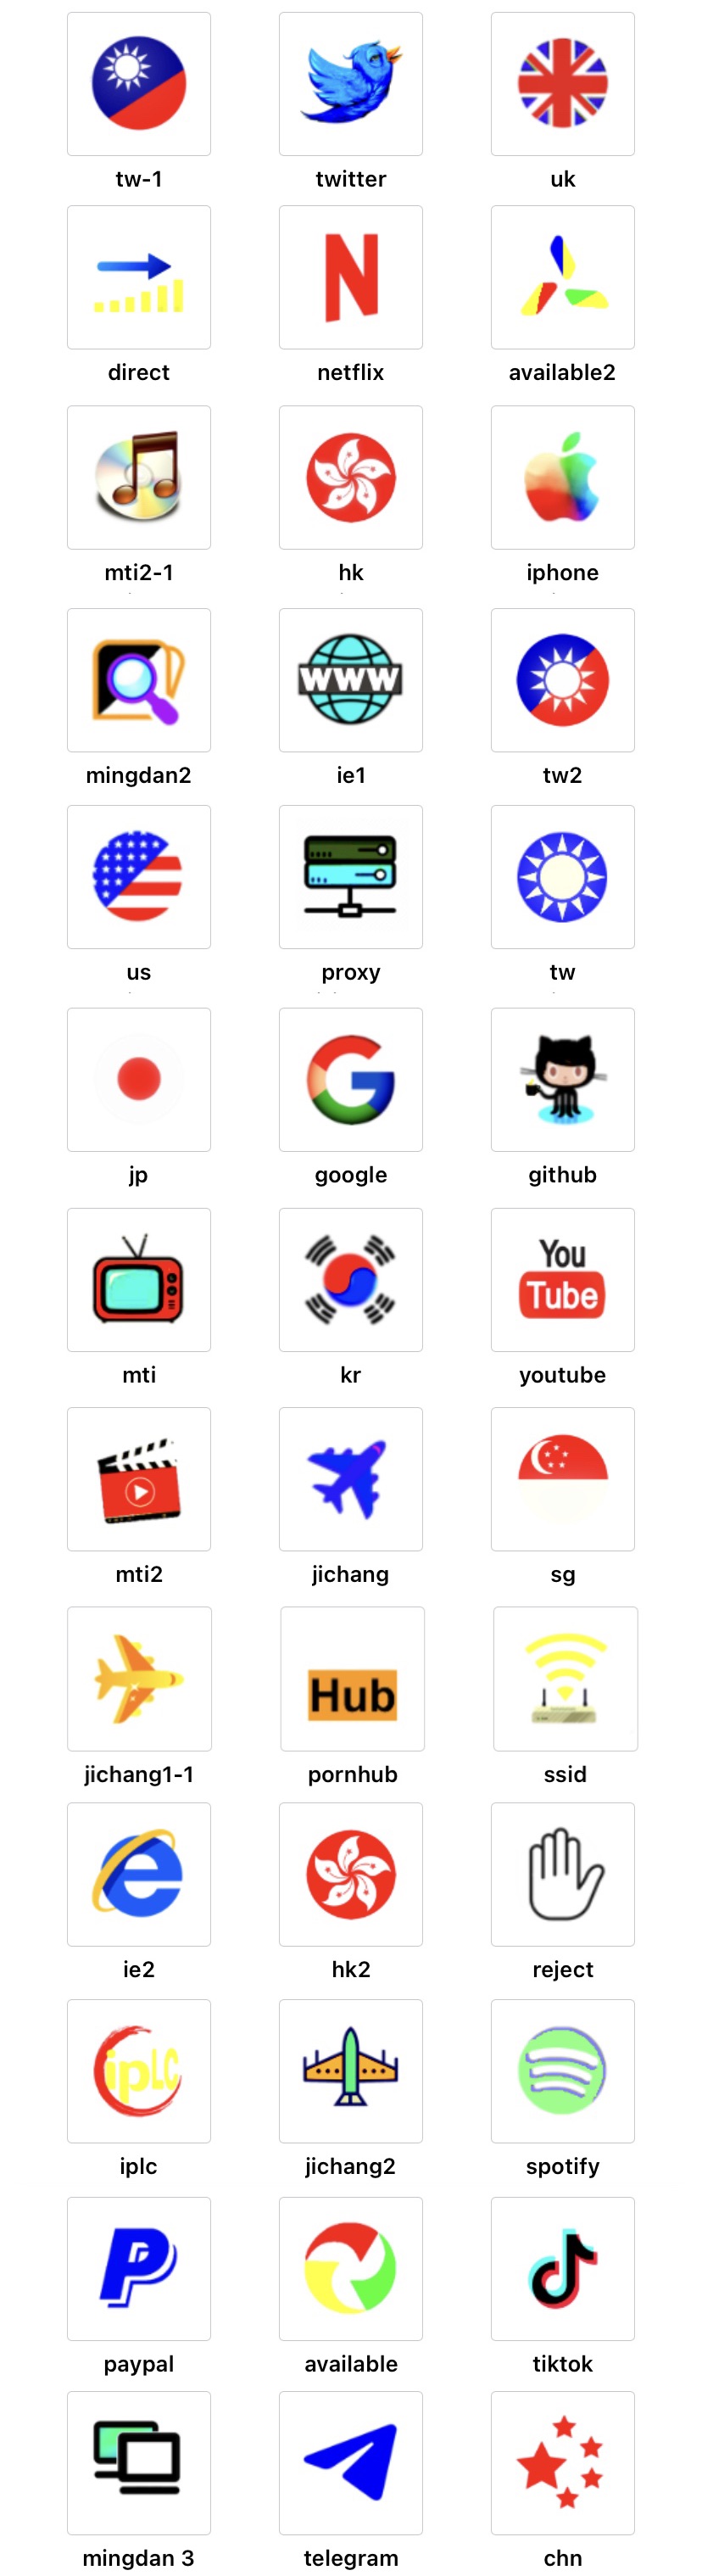 tw-1 twitter uk
N
direct netflix available2
mti2-1 hk iphone
WWW
mingdan2 ie1 tw2
us proxy tw
G
jp google github
You
Tube
mti kr youtube
mti2 jichang sg
Hub
jichang1-1 pornhub ssid
e
ie2 hk2 reject
ipLC
iplc jichang2 spotify
P
paypal available tiktok
mingdan 3 telegram chn